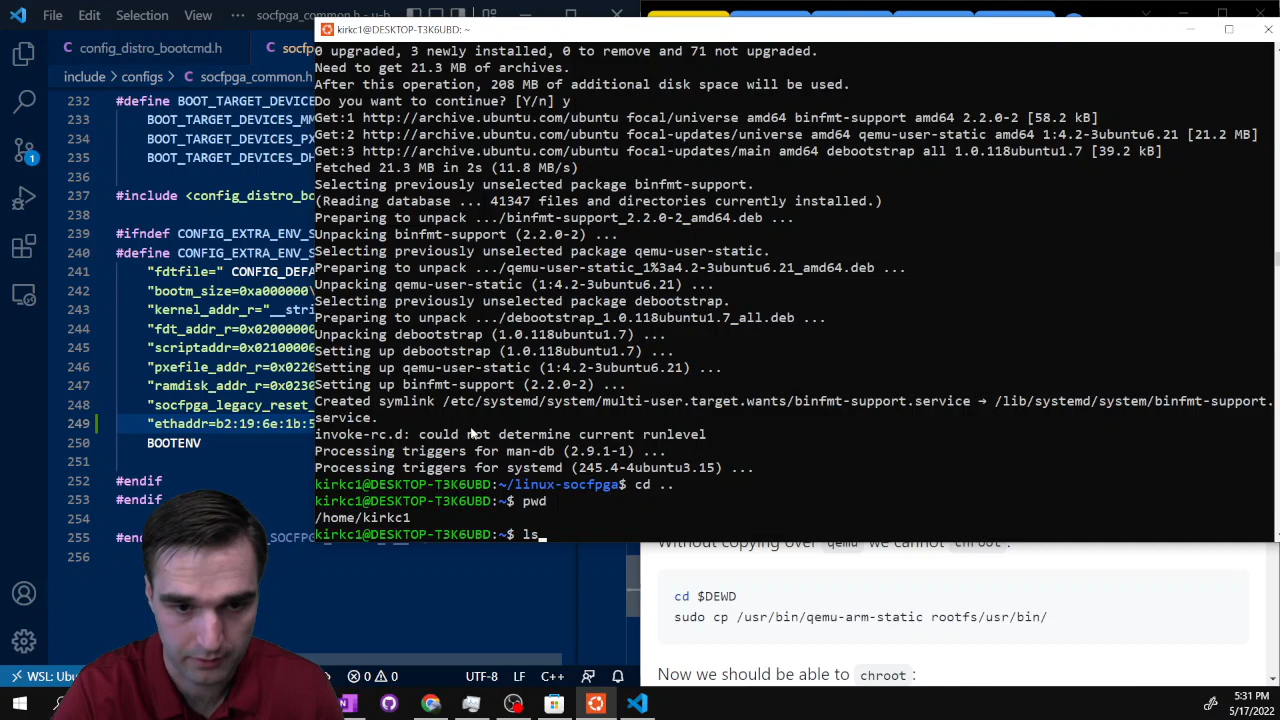 File Edit Selection ··· socfpga_common.h - u-b
kirkc1@DESKTOP-T3K6UBD: ~
config_distro_bootcmd.h socf
include > configs > socfpga_common.h
232 #define BOOT_TARGET_DEVICES
233 BOOT_TARGET_DEVICES_MM
234 BOOT_TARGET_DEVICES_PX
235 BOOT_TARGET_DEVICES_DH
236
237 #include <config_distro_bo
238
239 #ifndef CONFIG_EXTRA_ENV_S
240 #define CONFIG_EXTRA_ENV_S
241 "fdtfile=" CONFIG_DEFA
242 "bootm_size=0xa000000\
243 "kernel_addr_r="__stri
244 "fdt_addr_r=0x02000000
245 "scriptaddr=0x02100000
246 "pxefile_addr_r=0x0220
247 "ramdisk_addr_r=0x0230
248 "socfpga_legacy_reset_
249 "ethaddr=b2:19:6e:1b:5
250 BOOTENV
251
252 #endif
253 #endif
254
255 #en
256
0 upgraded, 3 newly installed, 0 to remove and 71 not upgraded.
Need to get 21.3 MB of archives.
After this operation, 208 MB of additional disk space will be used.
Do you want to continue? [Y/n] y
Get:1 http://archive.ubuntu.com/ubuntu focal/universe amd64 binfmt-support amd64 2.2.0-2 [58.2 kB]
Get:2 http://archive.ubuntu.com/ubuntu focal-updates/universe amd64 qemu-user-static amd64 1:4.2-3ubuntu6.21 [21.2 MB]
Get:3 http://archive.ubuntu.com/ubuntu focal-updates/main amd64 debootstrap all 1.0.118ubuntu1.7 [39.2 kB]
Fetched 21.3 MB in 2s (11.8 MB/s)
Selecting previously unselected package binfmt-support.
(Reading database ... 41347 files and directories currently installed.)
Preparing to unpack .../binfmt-support_2.2.0-2_amd64.deb ...
Unpacking binfmt-support (2.2.0-2) ...
Selecting previously unselected package qemu-user-static.
Preparing to unpack .../qemu-user-static_1%3a4.2-3ubuntu6.21_amd64.deb ...
Unpacking qemu-user-static (1:4.2-3ubuntu6.21) ...
Selecting previously unselected package debootstrap.
Preparing to unpack .../debootstrap_1.0.118ubuntu1.7_all.deb ...
Unpacking debootstrap (1.0.118ubuntu1.7) ...
Setting up debootstrap (1.0.118ubuntu1.7) ...
Setting up qemu-user-static (1:4.2-3ubuntu6.21) ...
Setting up binfmt-support (2.2.0-2) ...
Created symlink /etc/systemd/system/multi-user.target.wants/binfmt-support.service → /lib/systemd/system/binfmt-support.
service.
invoke-rc.d: could not determine current runlevel
Processing triggers for man-db (2.9.1-1) ...
Processing triggers for systemd (245.4-4ubuntu3.15) ...
kirkc1@DESKTOP-T3K6UBD:~/linux-socfpga$ cd ..
kirkc1@DESKTOP-T3K6UBD:~$ pwd
/home/kirkc1
kirkc1@DESKTOP-T3K6UBD:~$ ls
Without copying over qemu we cannot chroot:
cd $DEWD
sudo cp /usr/bin/qemu-arm-static rootfs/usr/bin/
Now we should be able to chroot:
WSL: Ubu 0 0 UTF-8 LF C++
5:31 PM
5/17/2022